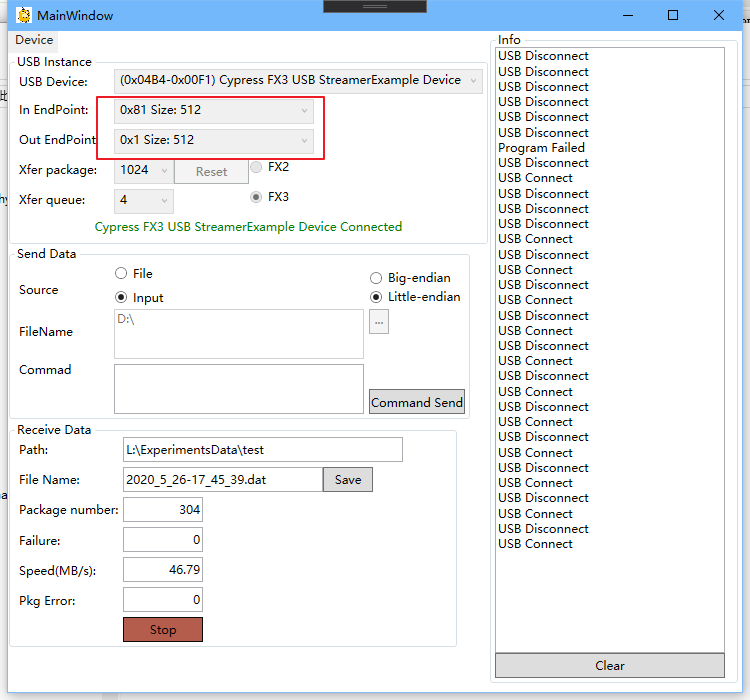 MainWindow
Device
USB Instance
USB Device: (0x04B4-0x00F1) Cypress FX3 USB StreamerExample Device
In EndPoint: 0x81 Size: 512
Out EndPoint 0x1 Size: 512
Xfer package: 1024 Reset FX2
Xfer queue: 4 FX3
Cypress FX3 USB StreamerExample Device Connected
Send Data
Source
File
Input
Big-endian
Little-endian
FileName D:\ ...
Commad
Command Send
Receive Data
Path: L:\ExperimentsData\test
File Name: 2020_5_26-17_45_39.dat Save
Package number: 304
Failure: 0
Speed(MB/s): 46.79
Pkg Error: 0
Stop
Info
USB Disconnect
USB Disconnect
USB Disconnect
USB Disconnect
USB Disconnect
USB Disconnect
Program Failed
USB Disconnect
USB Connect
USB Disconnect
USB Disconnect
USB Disconnect
USB Connect
USB Disconnect
USB Connect
USB Disconnect
USB Connect
USB Disconnect
USB Connect
USB Disconnect
USB Connect
USB Disconnect
USB Connect
USB Disconnect
USB Connect
USB Disconnect
USB Connect
USB Disconnect
USB Connect
USB Disconnect
USB Connect
USB Disconnect
USB Connect
Clear